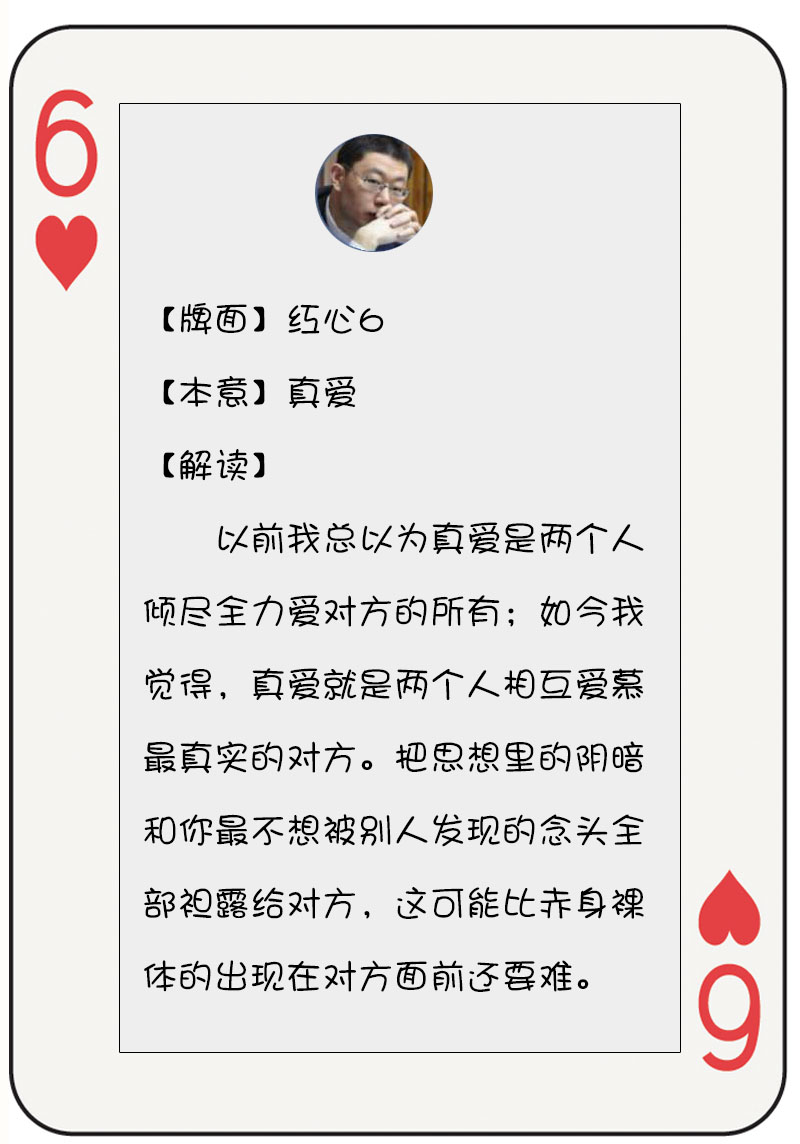 6
【牌面】红心6
【本意】真爱
【解读】
以前我总以为真爱是两个人
倾尽全力爱对方的所有；如今我
觉得，真爱就是两个人相互爱慕
最真实的对方。把思想里的阴暗
和你最不想被别人发现的念头全
部袒露给对方，这可能比赤身裸
体的出现在对方面前还要难。
6